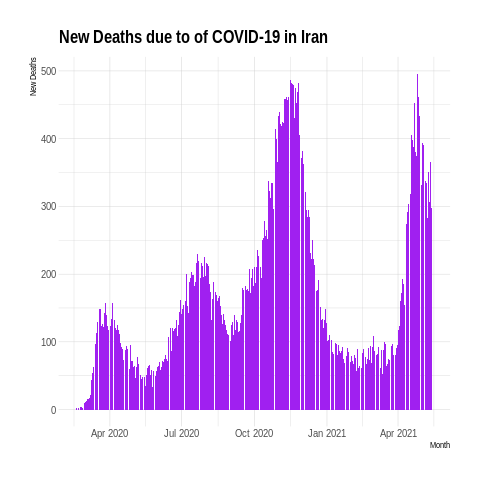 New Deaths due to of COVID-19 in Iran
New Deaths
500
400
300
200
100
0
Apr 2020 Jul 2020 Oct 2020 Jan 2021 Apr 2021
Month